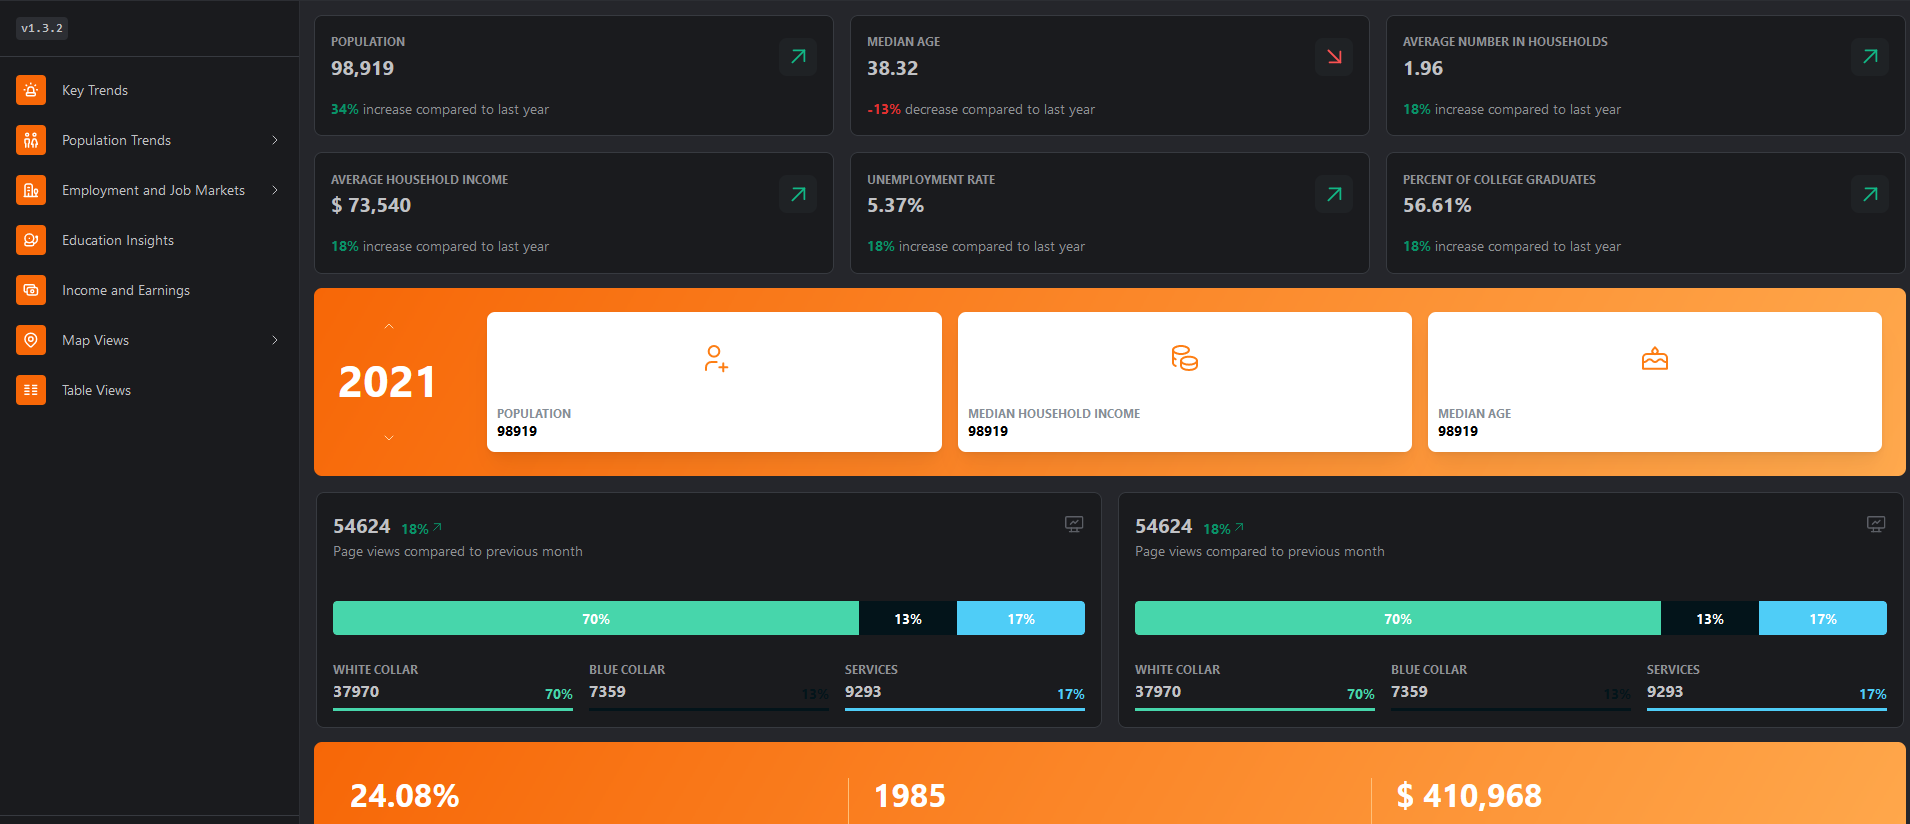 v1.3.2
Key Trends
Population Trends
Employment and Job Markets
Education Insights
Income and Earnings
Map Views
Table Views
POPULATION
98,919
34% increase compared to last year
MEDIAN AGE
38.32
-13% decrease compared to last year
AVERAGE NUMBER IN HOUSEHOLDS
1.96
18% increase compared to last year
AVERAGE HOUSEHOLD INCOME
$ 73,540
18% increase compared to last year
UNEMPLOYMENT RATE
5.37%
18% increase compared to last year
PERCENT OF COLLEGE GRADUATES
56.61%
18% increase compared to last year
2021
POPULATION
98919
MEDIAN HOUSEHOLD INCOME
98919
MEDIAN AGE
98919
54624 18%
Page views compared to previous month
70% 13% 17%
WHITE COLLAR
37970 70%
BLUE COLLAR
7359 13%
SERVICES
9293 17%
54624 18%
Page views compared to previous month
70% 13% 17%
WHITE COLLAR
37970 70%
BLUE COLLAR
7359 13%
SERVICES
9293 17%
24.08%
1985
$ 410,968